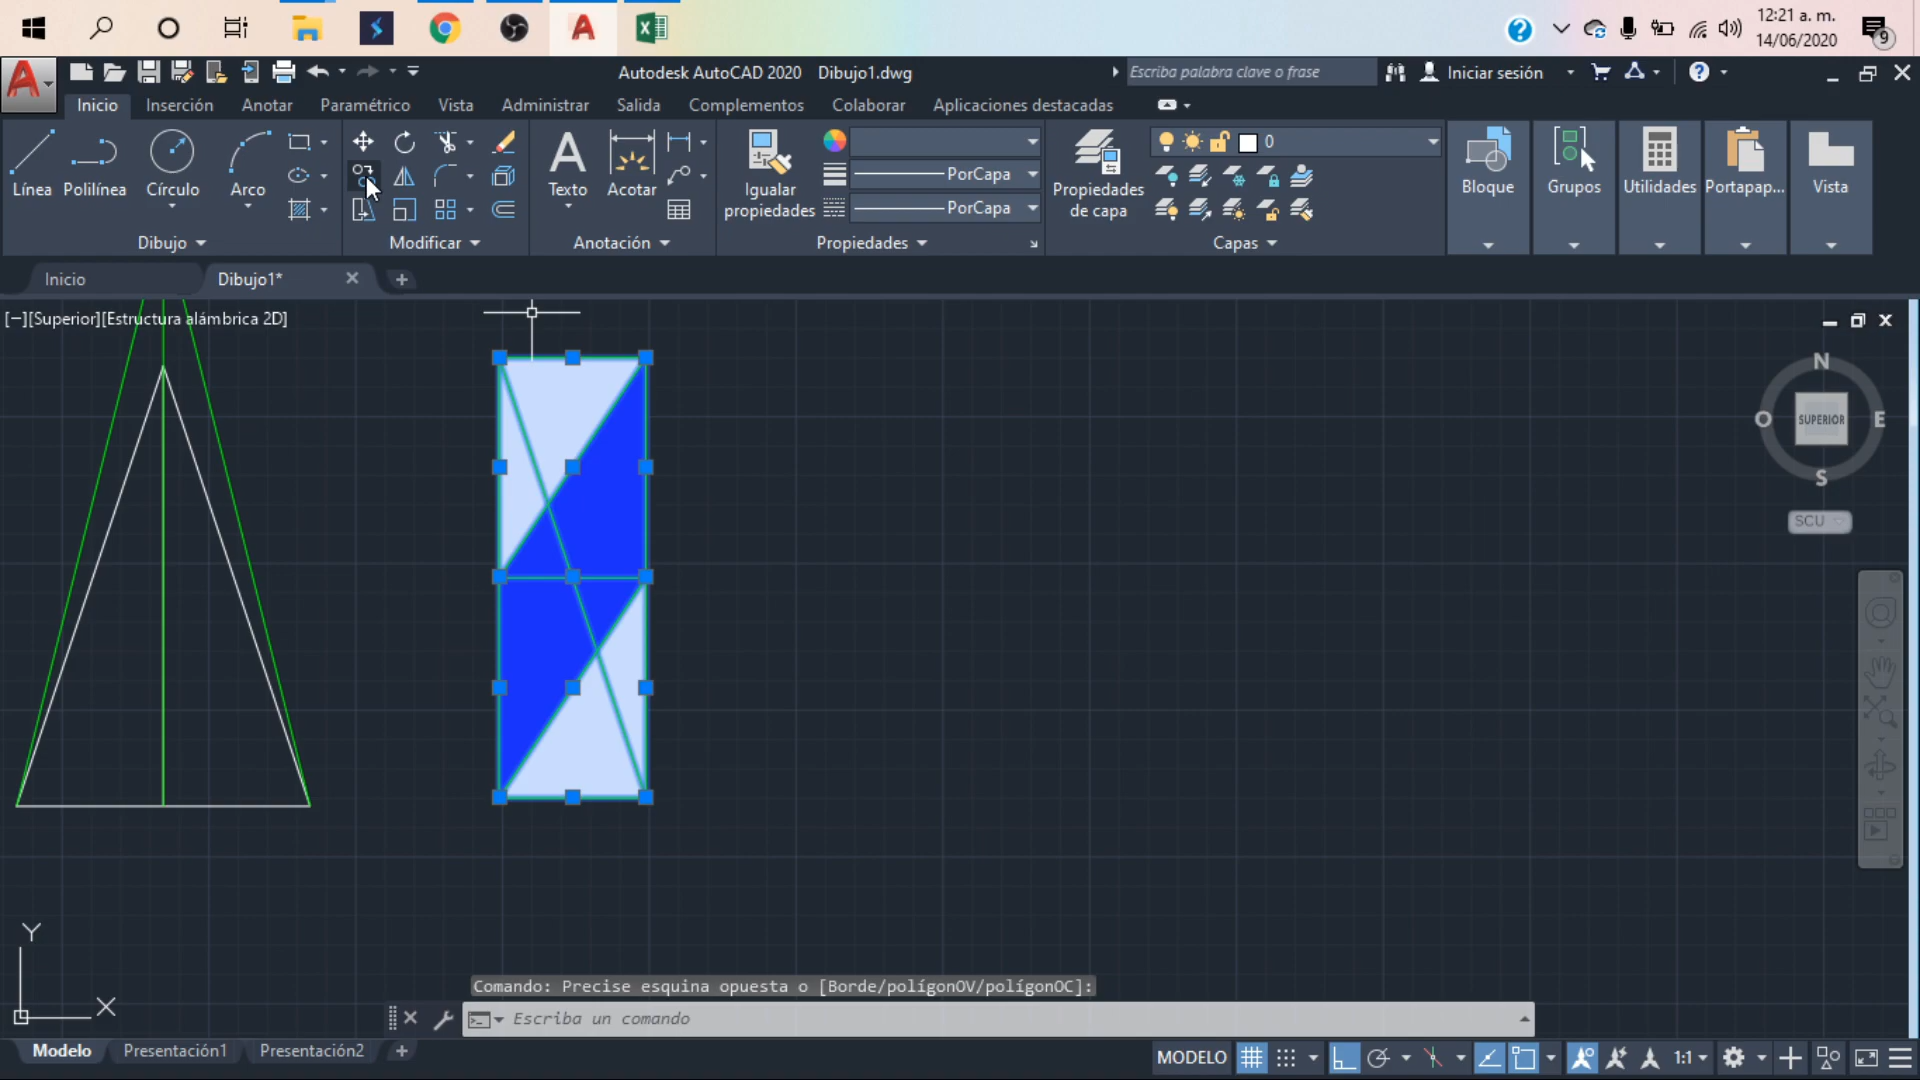 12:21 a. m.
14/06/2020
9
Autodesk AutoCAD 2020 Dibujo1.dwg
Escriba palabra clave o frase
Iniciar sesión
Inicio
Inserción
Anotar
Paramétrico
Vista
Administrar
Salida
Complementos
Colaborar
Aplicaciones destacadas
Línea
Polilínea
Círculo
Arco
Texto
Acotar
Igualar
propiedades
PorCapa
PorCapa
Propiedades
de capa
0
Bloque
Grupos
Utilidades
Portapap...
Vista
Dibujo
Modificar
Anotación
Propiedades
Capas
Inicio
Dibujo1*
[−][Superior][Estructura alámbrica 2D]
N
O
SUPERIOR
E
S
SCU
Y
X
Comando: Precise esquina opuesta o [Borde/polígonOV/polígonOC]:
Escriba un comando
Modelo
Presentación1
Presentación2
MODELO
1:1